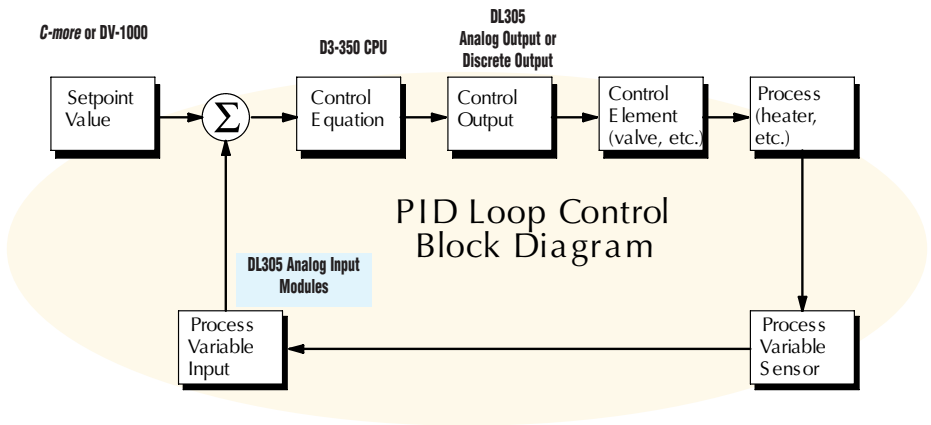 C-more or DV-1000
D3-350 CPU
DL305
Analog Output or
Discrete Output
Setpoint
Value
Σ
Control
Equation
Control
Output
Control
Element
(valve, etc.)
Process
(heater,
etc.)
PID Loop Control
Block Diagram
DL305 Analog Input
Modules
Process
Variable
Input
Process
Variable
Sensor